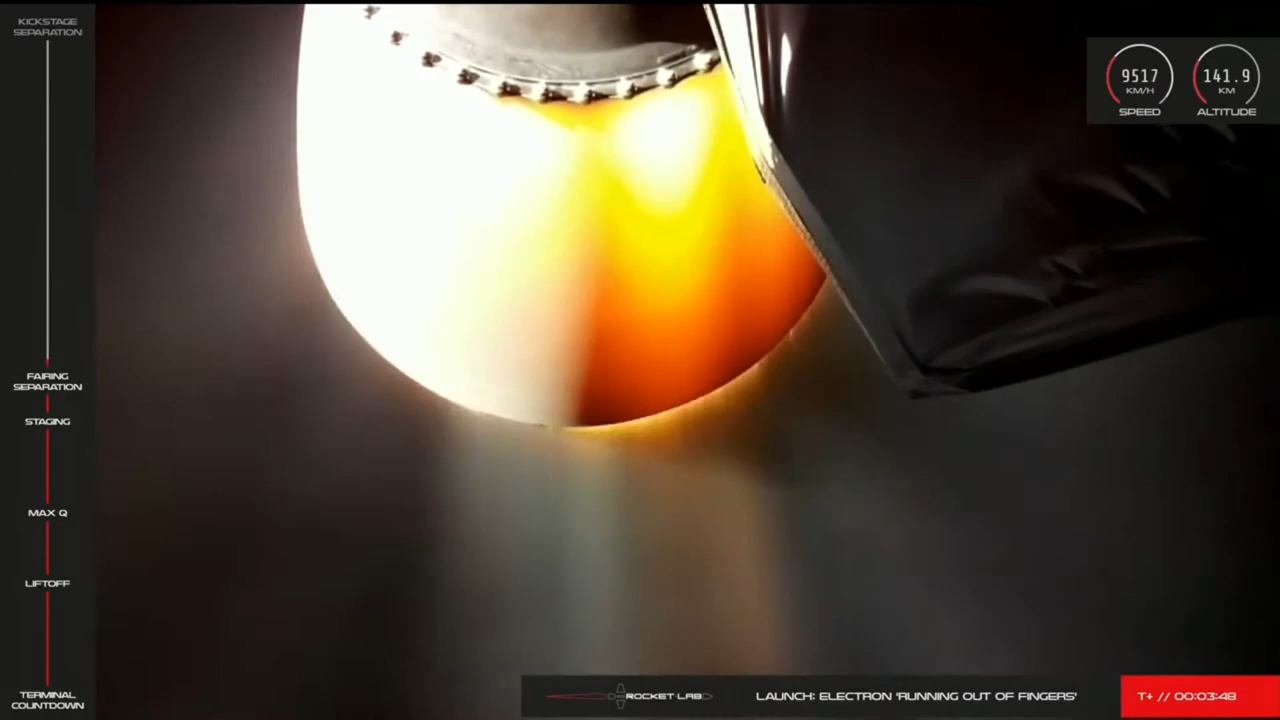 KICKSTAGE
SEPARATION
9517
KM/H
SPEED
141.9
KM
ALTITUDE
FAIRING
SEPARATION
STAGING
MAX Q
LIFTOFF
TERMINAL
COUNTDOWN
ROCKET LAB
LAUNCH: ELECTRON 'RUNNING OUT OF FINGERS'
T+ // 00:03:48